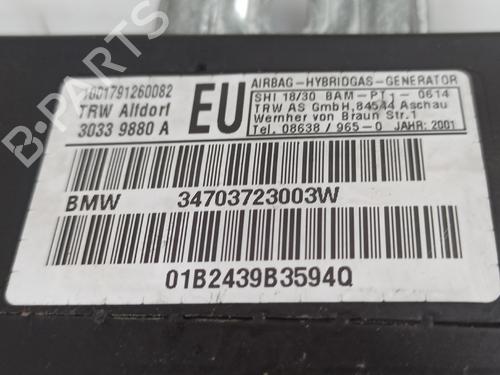 1001791260082
TRW Alfdorf
3033 9880 A
EU
AIRBAG-HYBRIDGAS-GENERATOR
SHI 18/30 BAM-PT1-0614
TRW AS GmbH, 84544 Aschau
Wernher von Braun Str.1
Tel. 08638/965-0 JAHR: 2001
BMW 34703723003W
01B2439B3594Q
B-PARTS